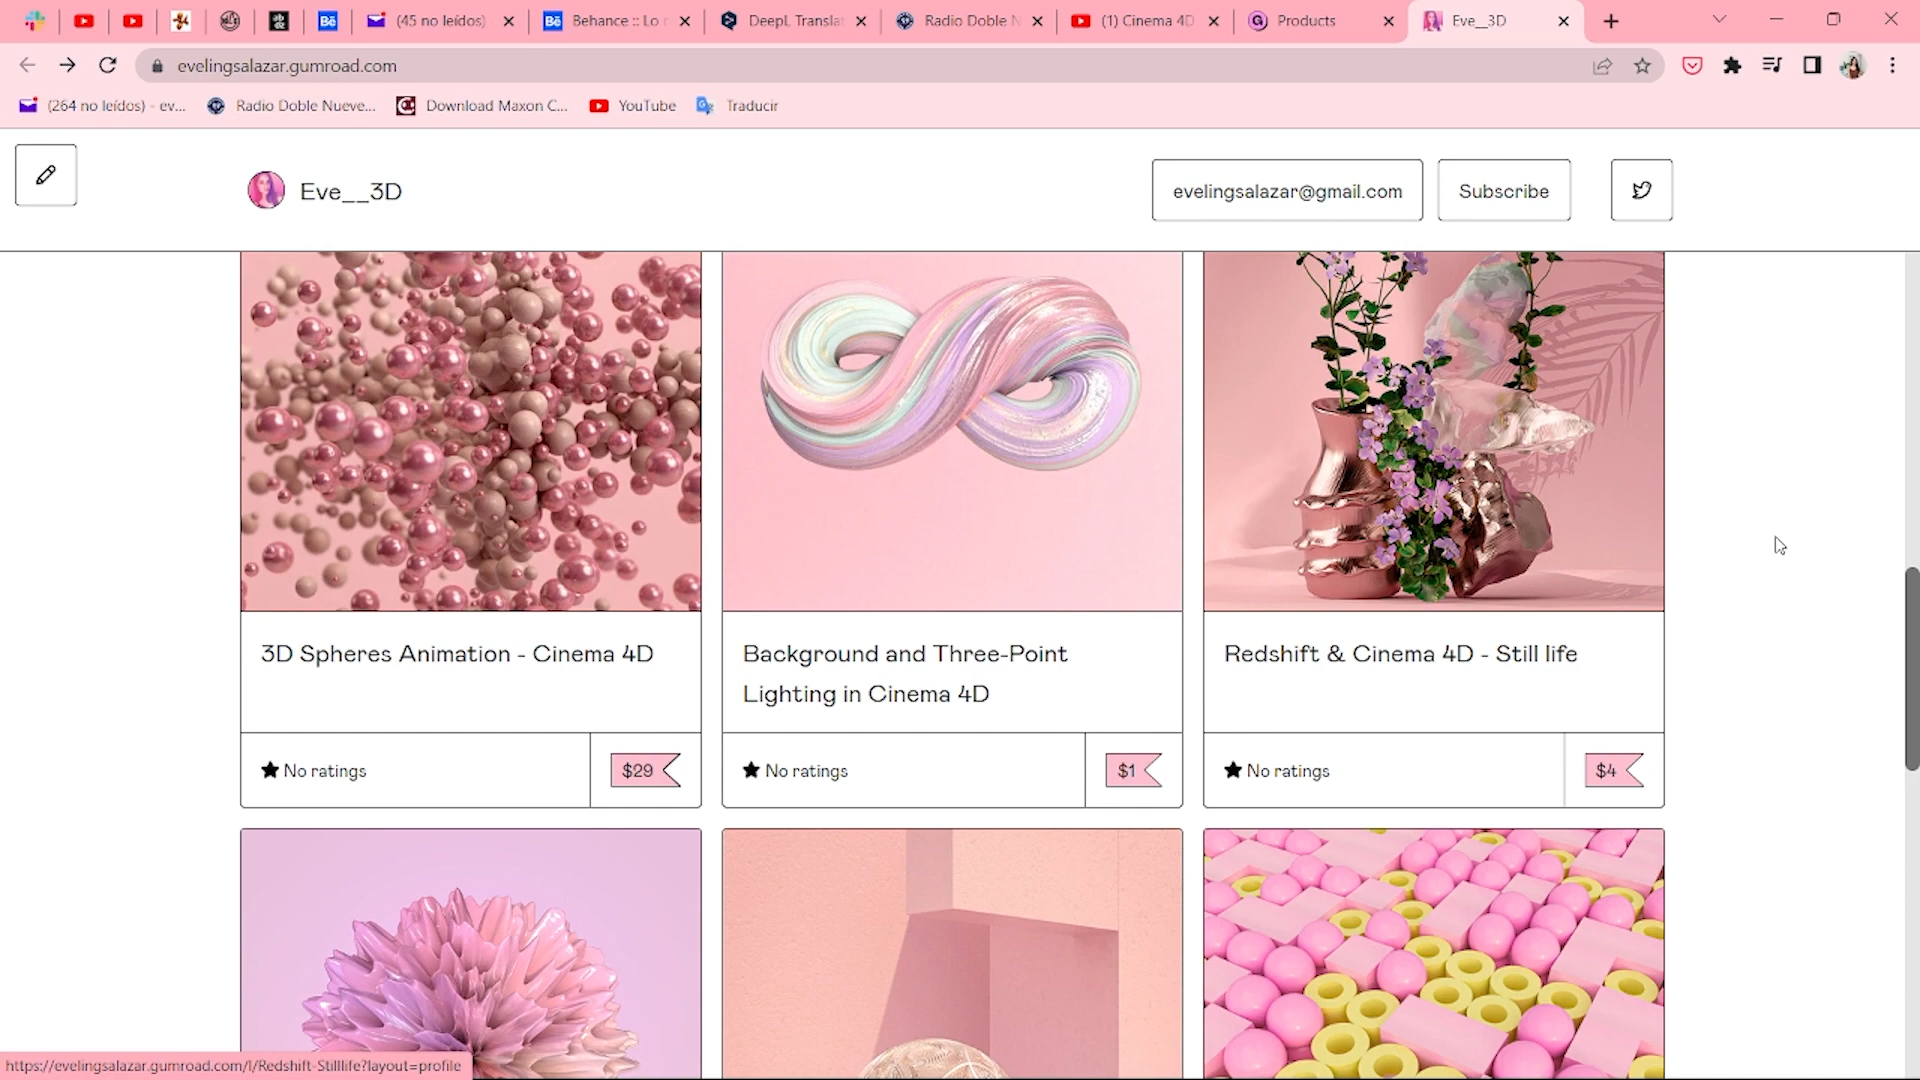 (45 no leídos)
Behance :: Lo
DeepL Transla
Radio Doble N
(1) Cinema 4D
Products
Eve__3D
evelingsalazar.gumroad.com
(264 no leídos) - ev...
Radio Doble Nueve...
Download Maxon C...
YouTube
Traducir
Eve__3D
evelingsalazar@gmail.com
Subscribe
3D Spheres Animation - Cinema 4D
Background and Three-Point
Lighting in Cinema 4D
Redshift & Cinema 4D - Still life
No ratings
$29
No ratings
$1
No ratings
$4
https://evelingsalazar.gumroad.com/l/Redshift-Stilllife?layout=profile